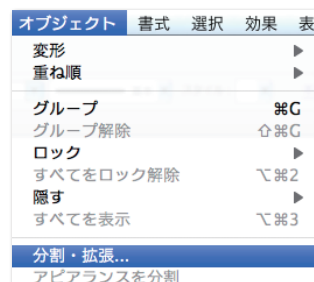 オブジェクト 書式 選択 効果 表
変形
重ね順
グループ ⌘G
グループ解除 ⇧⌘G
ロック
すべてをロック解除 ⌥⌘2
隠す
すべてを表示 ⌥⌘3
分割・拡張...
アピアランスを分割